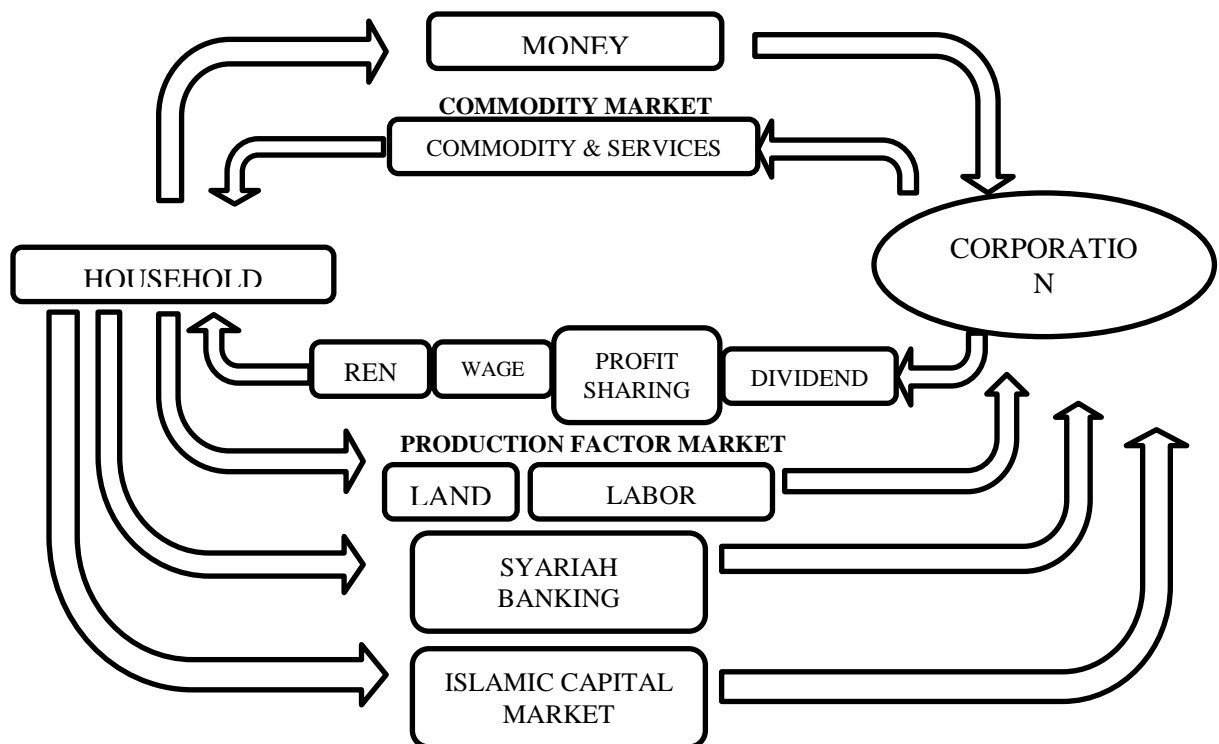 MONEY
COMMODITY MARKET
COMMODITY & SERVICES
CORPORATIO
N
HOUSEHOLD
REN
WAGE
PROFIT
SHARING
DIVIDEND
PRODUCTION FACTOR MARKET
LAND
LABOR
SYARIAH
BANKING
ISLAMIC CAPITAL
MARKET